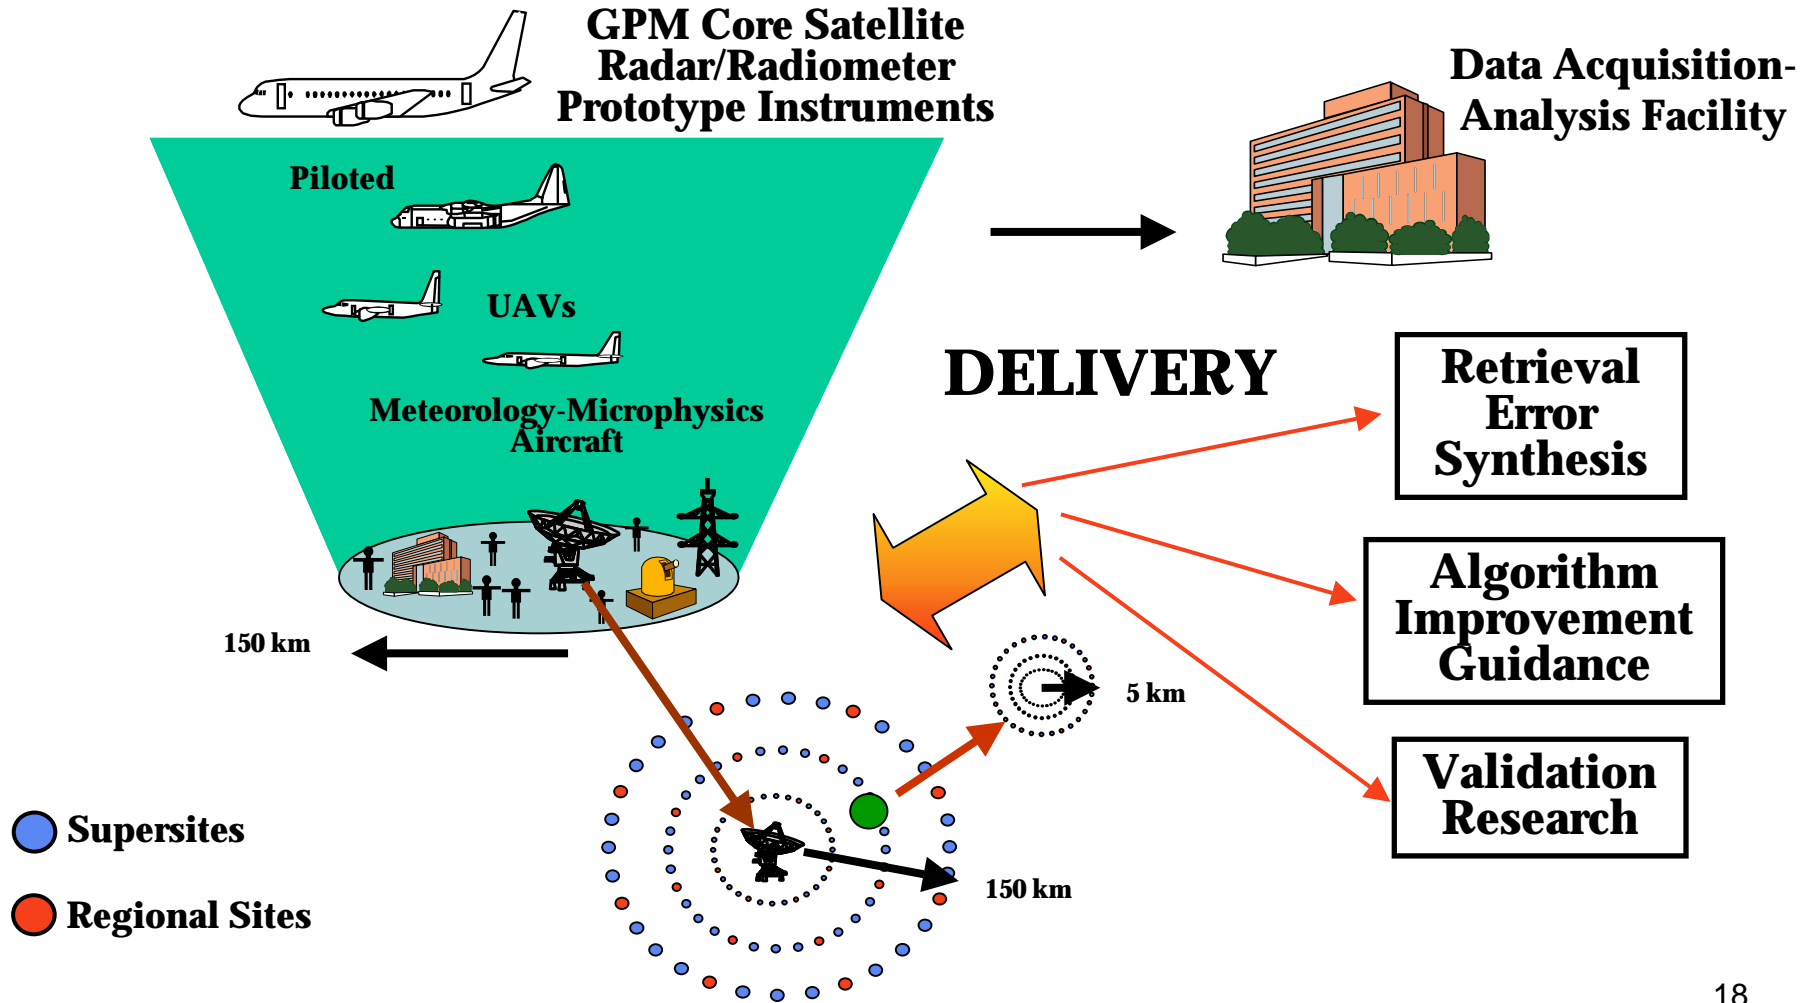 GPM Core Satellite
Radar/Radiometer
Prototype Instruments
Data Acquisition-
Analysis Facility
Piloted
UAVs
Meteorology-Microphysics
Aircraft
DELIVERY
Retrieval
Error
Synthesis
Algorithm
Improvement
Guidance
Validation
Research
150 km
5 km
150 km
Supersites
Regional Sites
18